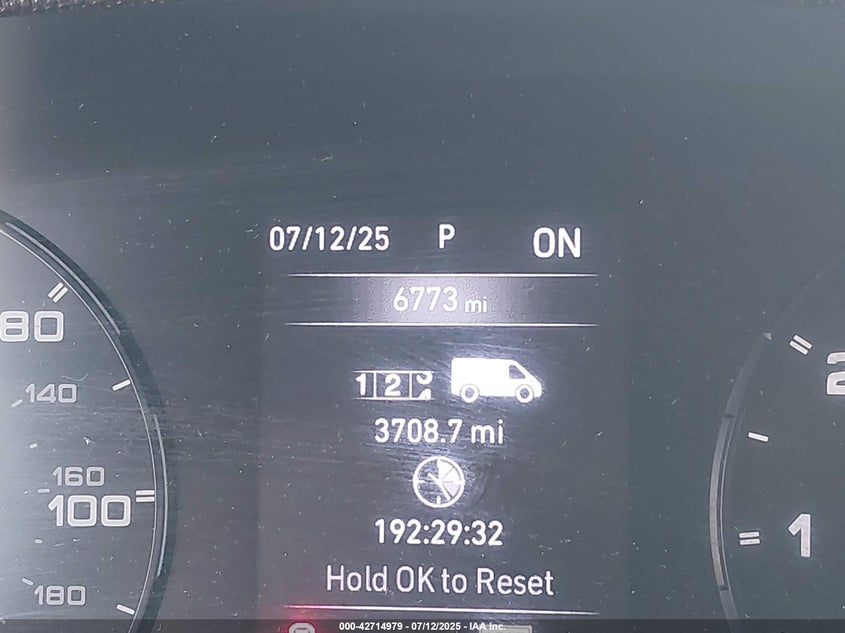 07/12/25 P ON
6773 mi
80
140
123
3708.7 mi
2
160
100
192:29:32
1
Hold OK to Reset
180
000-42714979 - 07/12/2025 - IAA Inc.